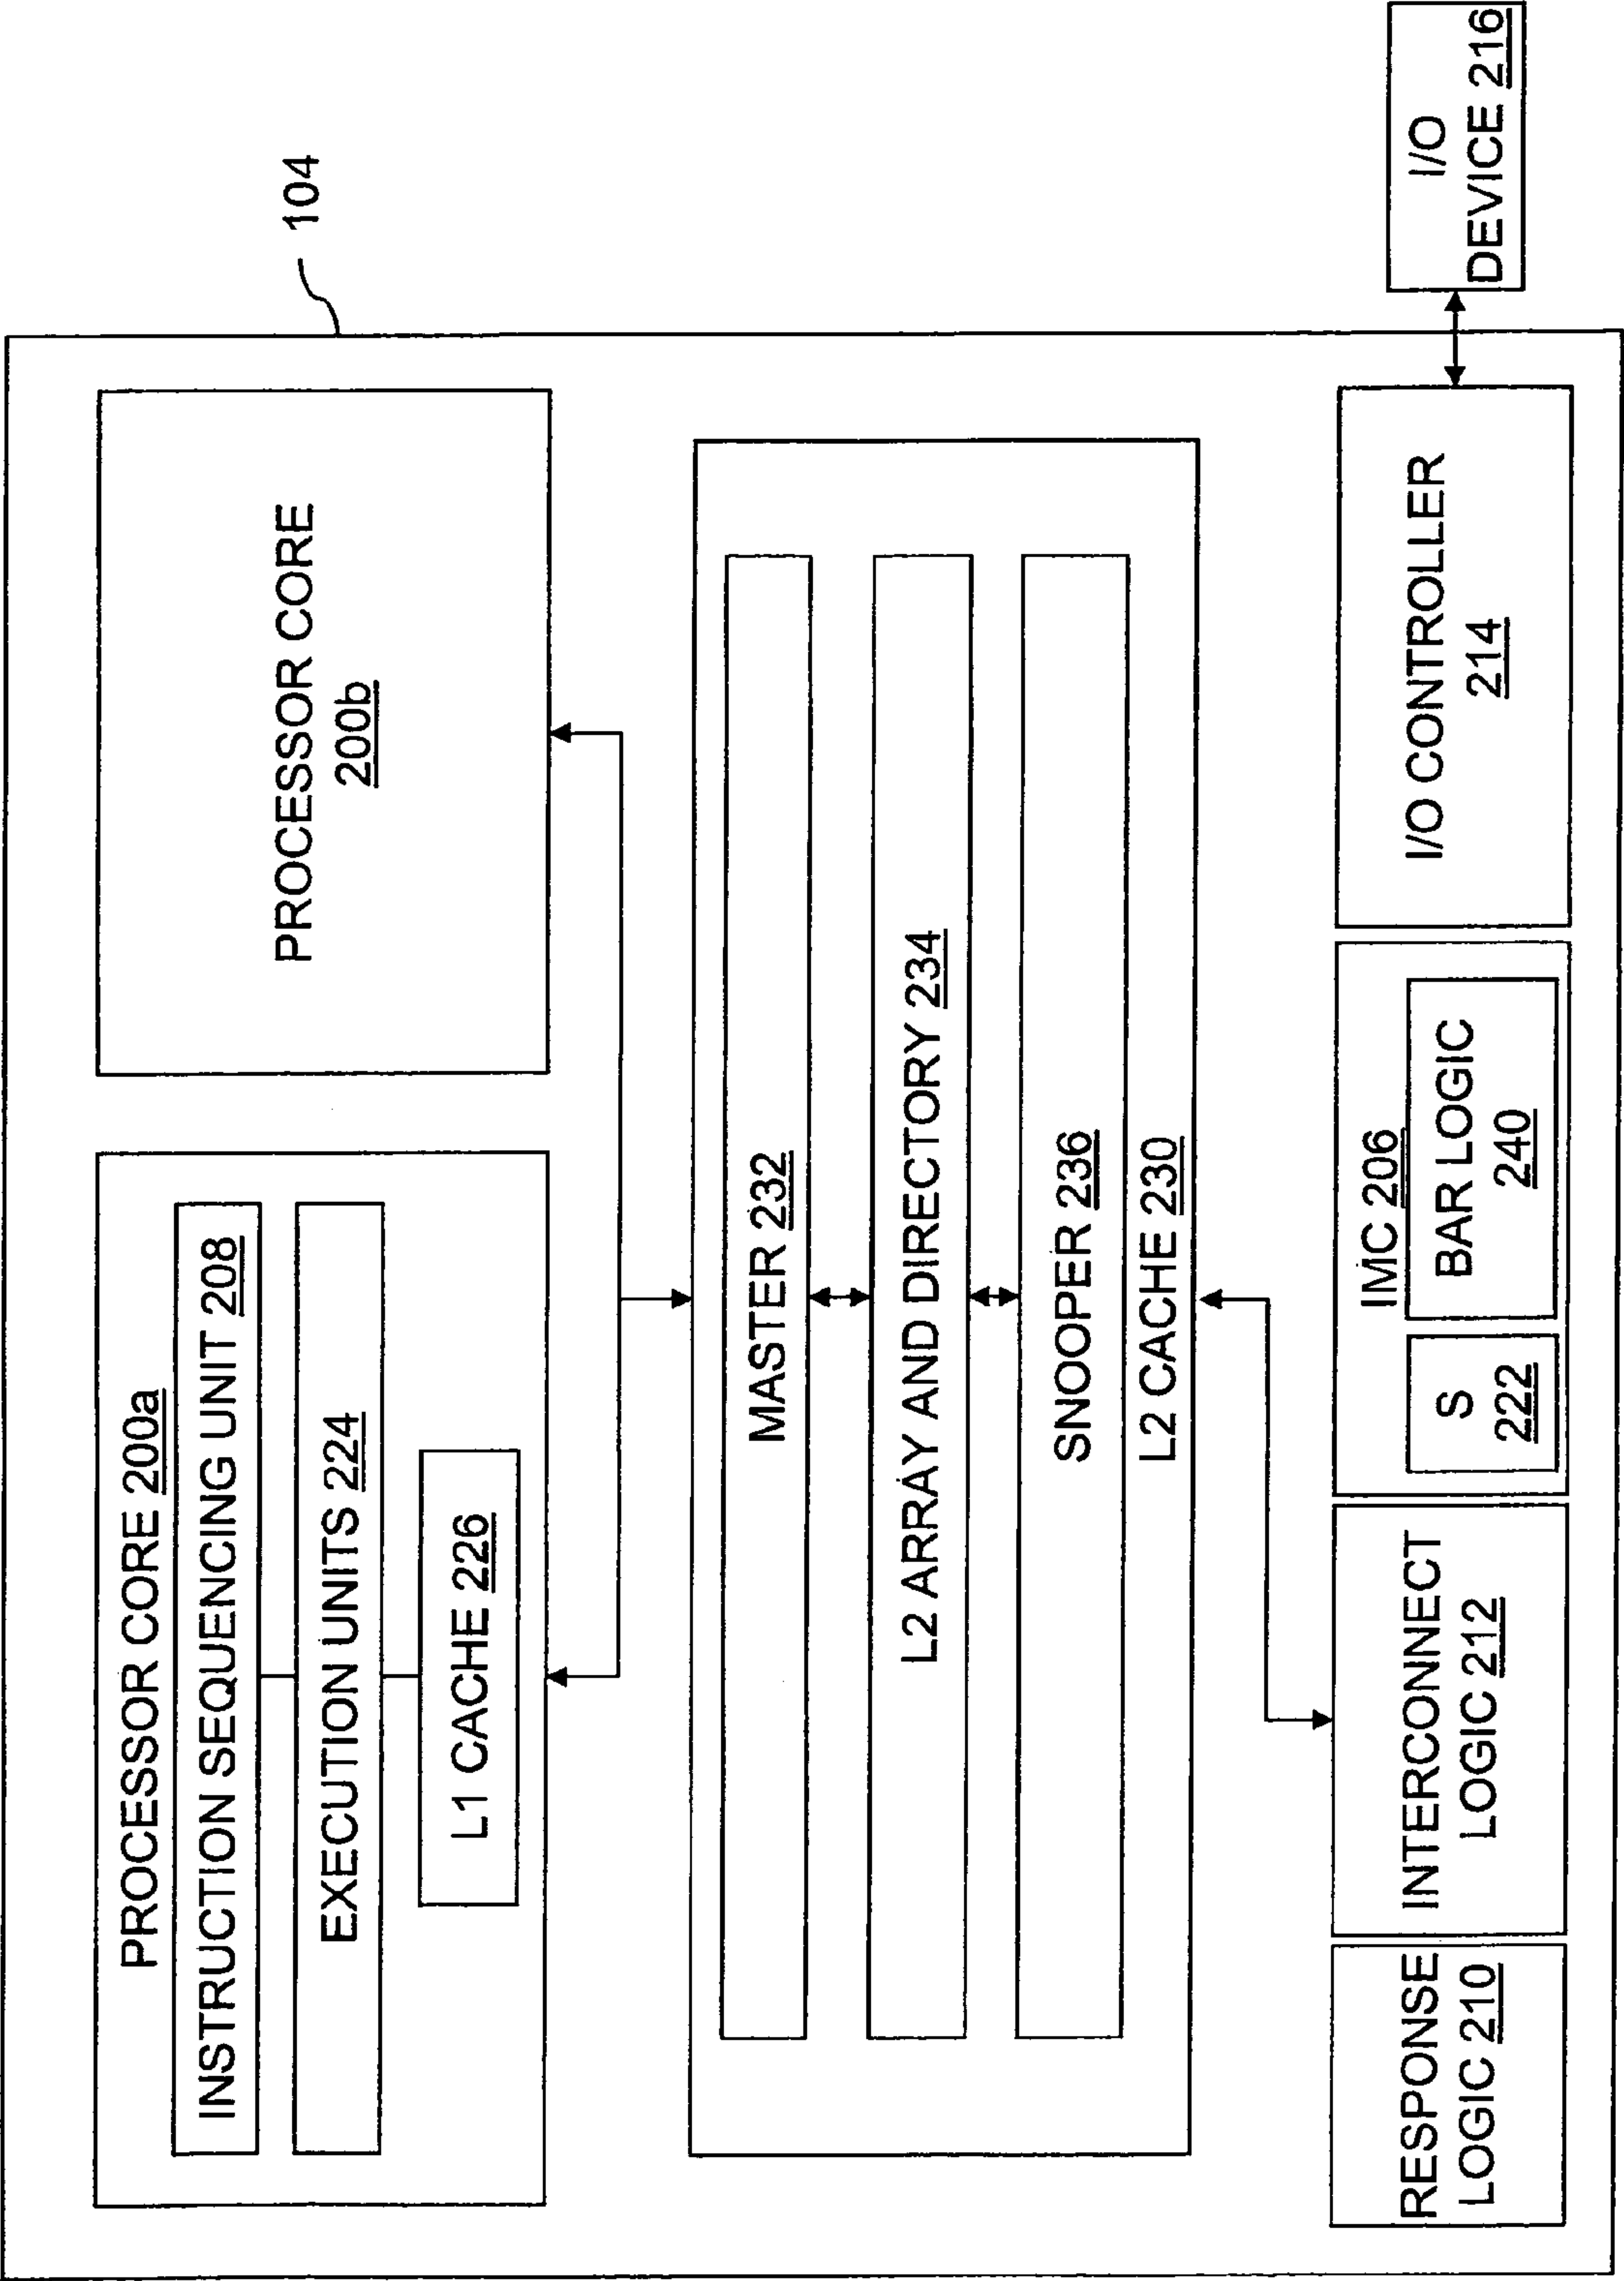 104
PROCESSOR CORE 200a
INSTRUCTION SEQUENCING UNIT 208
EXECUTION UNITS 224
L1 CACHE 226
PROCESSOR CORE
200b
MASTER 232
L2 ARRAY AND DIRECTORY 234
SNOOPER 236
L2 CACHE 230
RESPONSE
LOGIC 210
INTERCONNECT
LOGIC 212
IMC 206
S
222
BAR LOGIC
240
I/O CONTROLLER
214
I/O
DEVICE 216